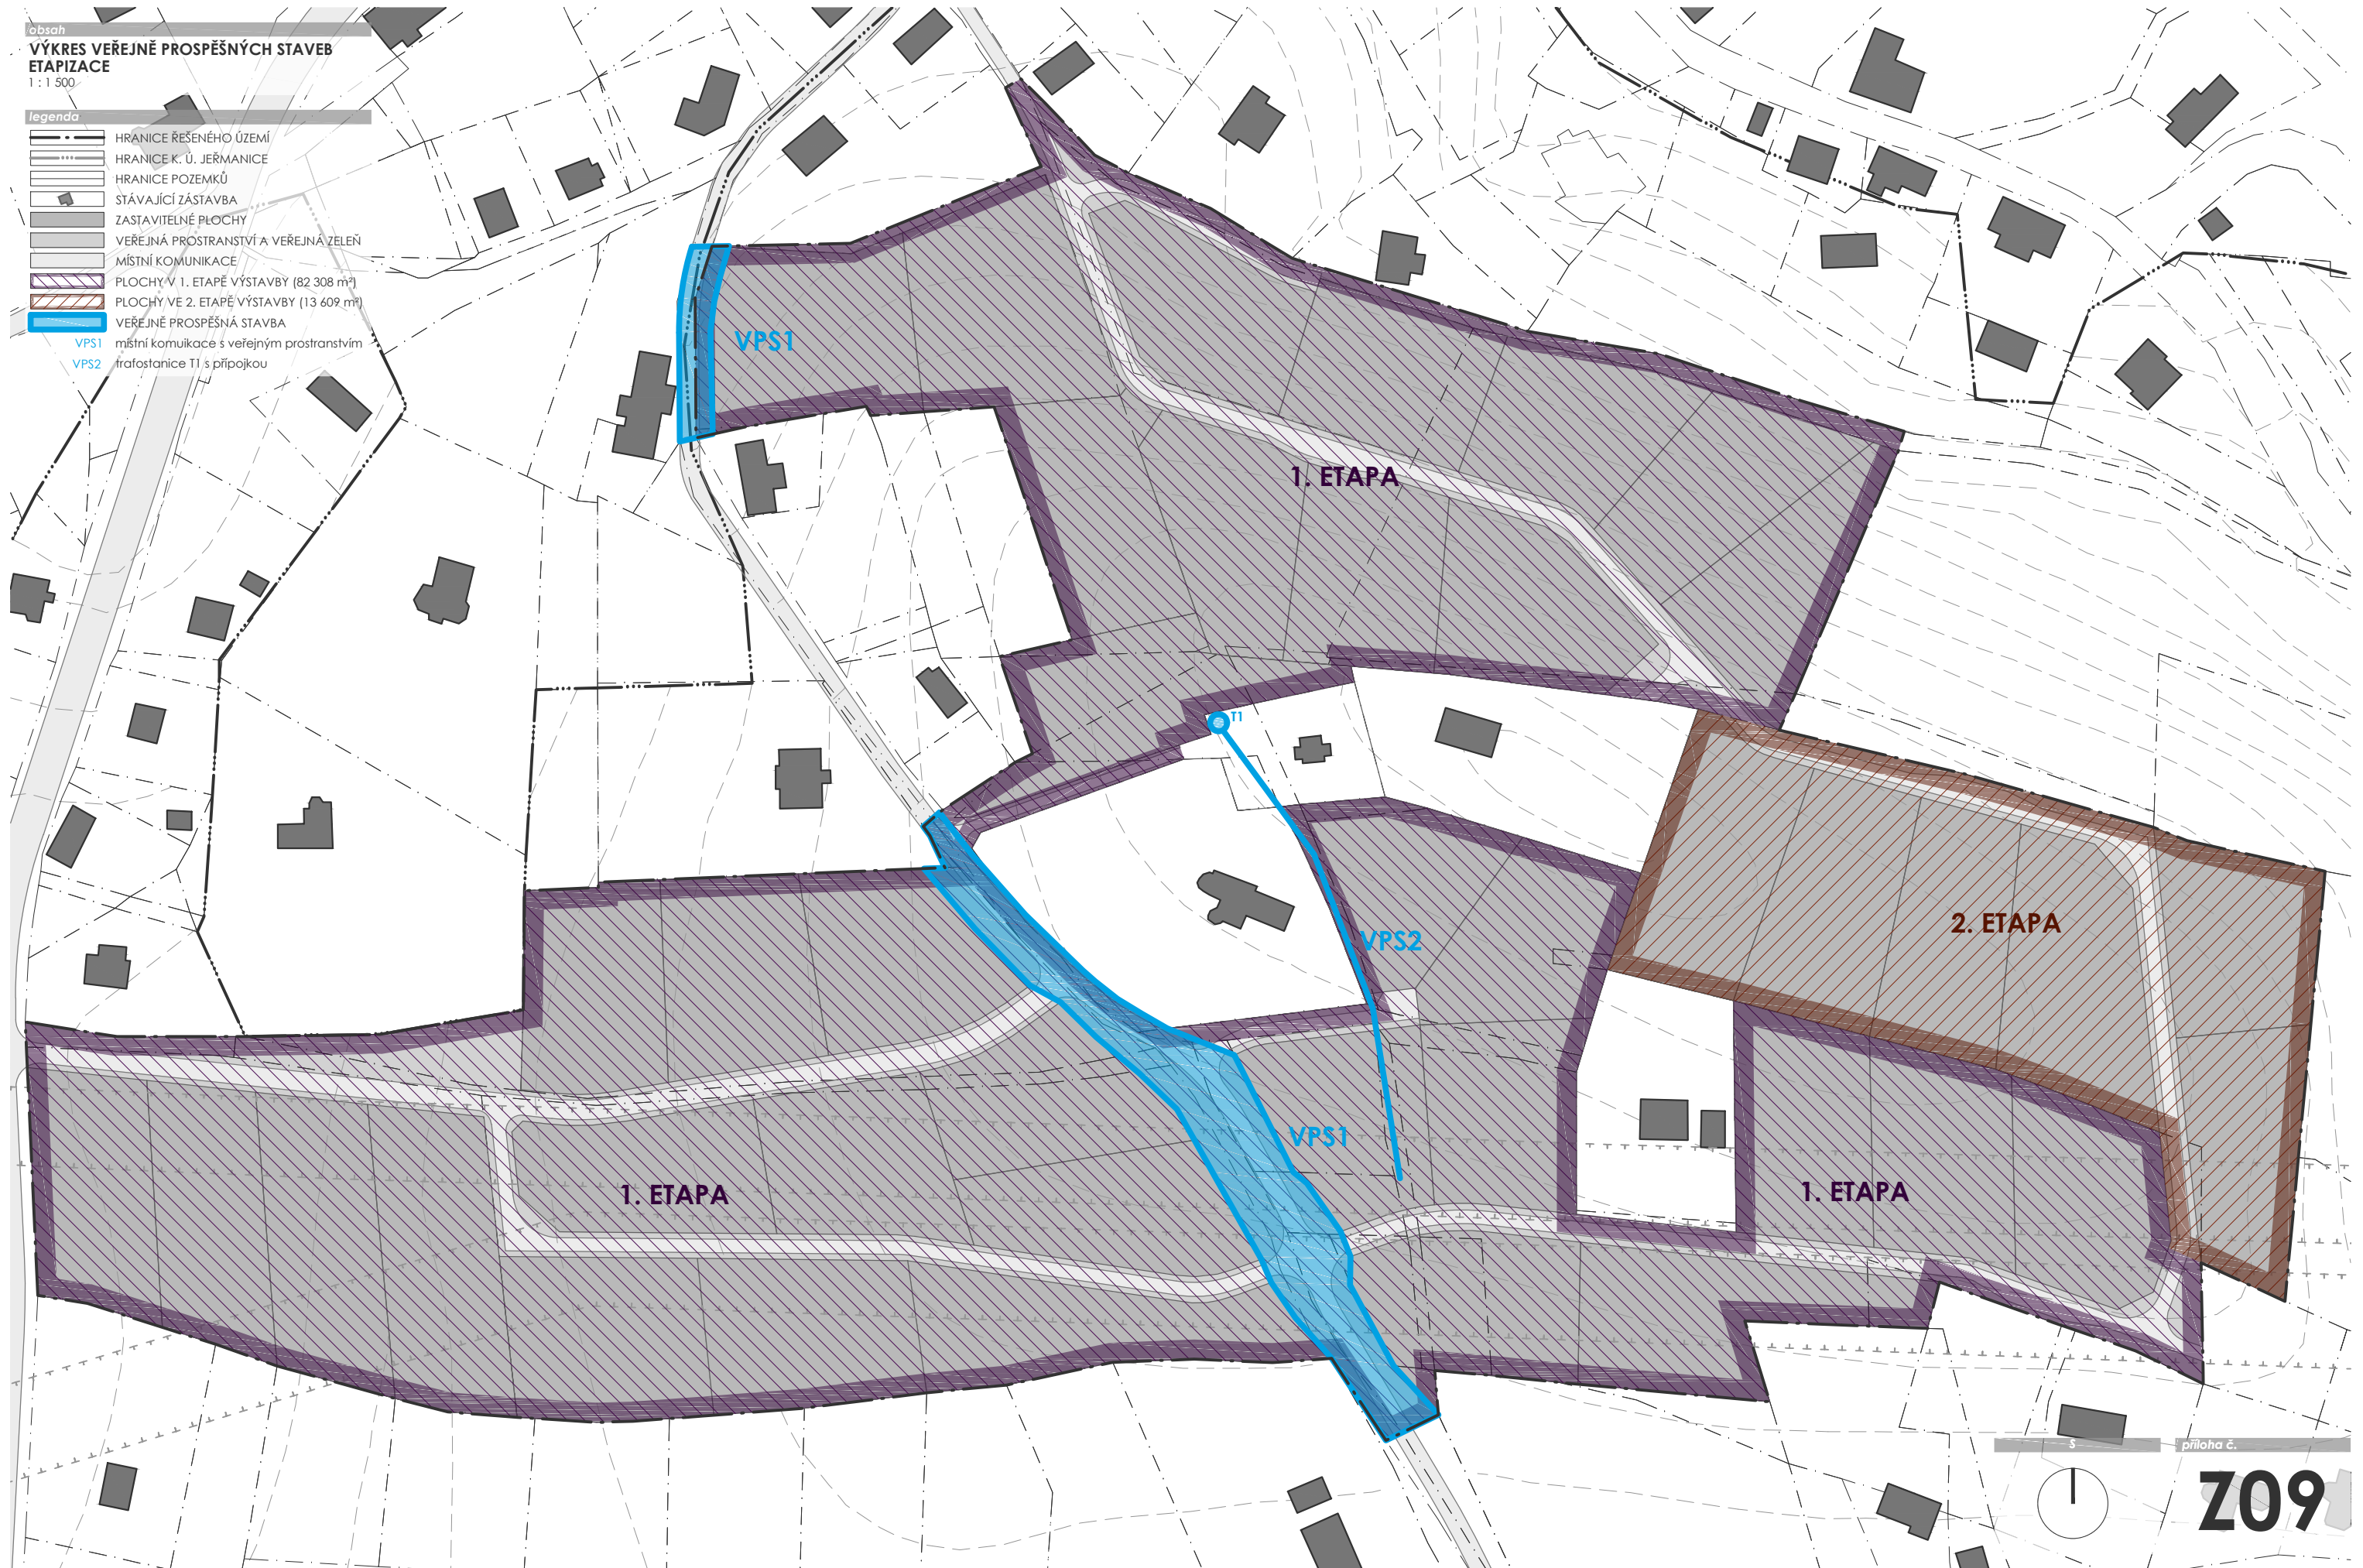 obsah
VÝKRES VEŘEJNĚ PROSPĚŠNÝCH STAVEB
ETAPIZACE
1 : 1 500
legenda
HRANICE ŘEŠENÉHO ÚZEMÍ
HRANICE K. Ú. JEŘMANICE
HRANICE POZEMKŮ
STÁVAJÍCÍ ZÁSTAVBA
ZASTAVITELNÉ PLOCHY
VEŘEJNÁ PROSTRANSTVÍ A VEŘEJNÁ ZELEŇ
MÍSTNÍ KOMUNIKACE
PLOCHY V 1. ETAPĚ VÝSTAVBY (82 308 m²)
PLOCHY VE 2. ETAPĚ VÝSTAVBY (13 609 m²)
VEŘEJNĚ PROSPĚŠNÁ STAVBA
VPS1 místní komuikace s veřejným prostranstvím
VPS2 trafostanice T1 s přípojkou
VPS1
1. ETAPA
T1
2. ETAPA
VPS2
VPS1
1. ETAPA
1. ETAPA
S
příloha č.
Z09